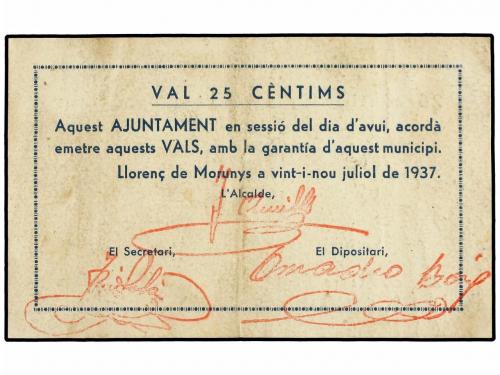 VAL 25 CÈNTIMS
Aquest AJUNTAMENT en sessió del dia d'avui, acordà
emetre aquests VALS, amb la garantía d'aquest municipi.
Llorenç de Morunys a vint-i-nou juliol de 1937.
L'Alcalde,
El Secretari,
El Dipositari,